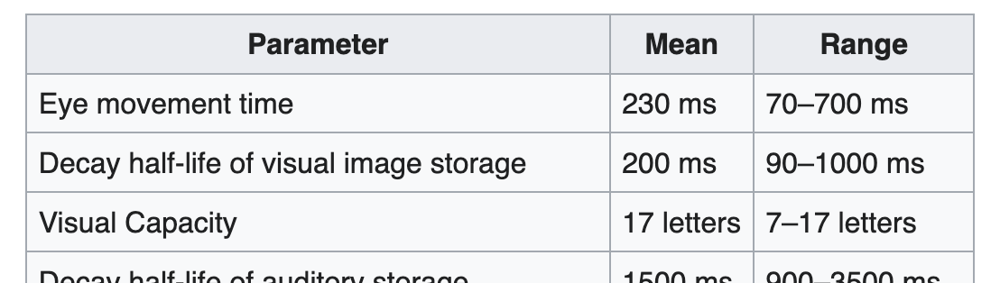 Parameter Mean Range
Eye movement time 230 ms 70–700 ms
Decay half-life of visual image storage 200 ms 90–1000 ms
Visual Capacity 17 letters 7–17 letters
Decay half-life of auditory storage 1500 ms 900–3500 ms